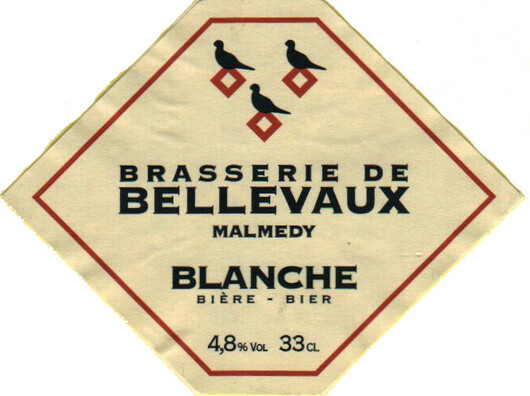 BRASSERIE DE
BELLEVAUX
MALMEDY
BLANCHE
BIÈRE - BIER
4,8% VOL 33 CL